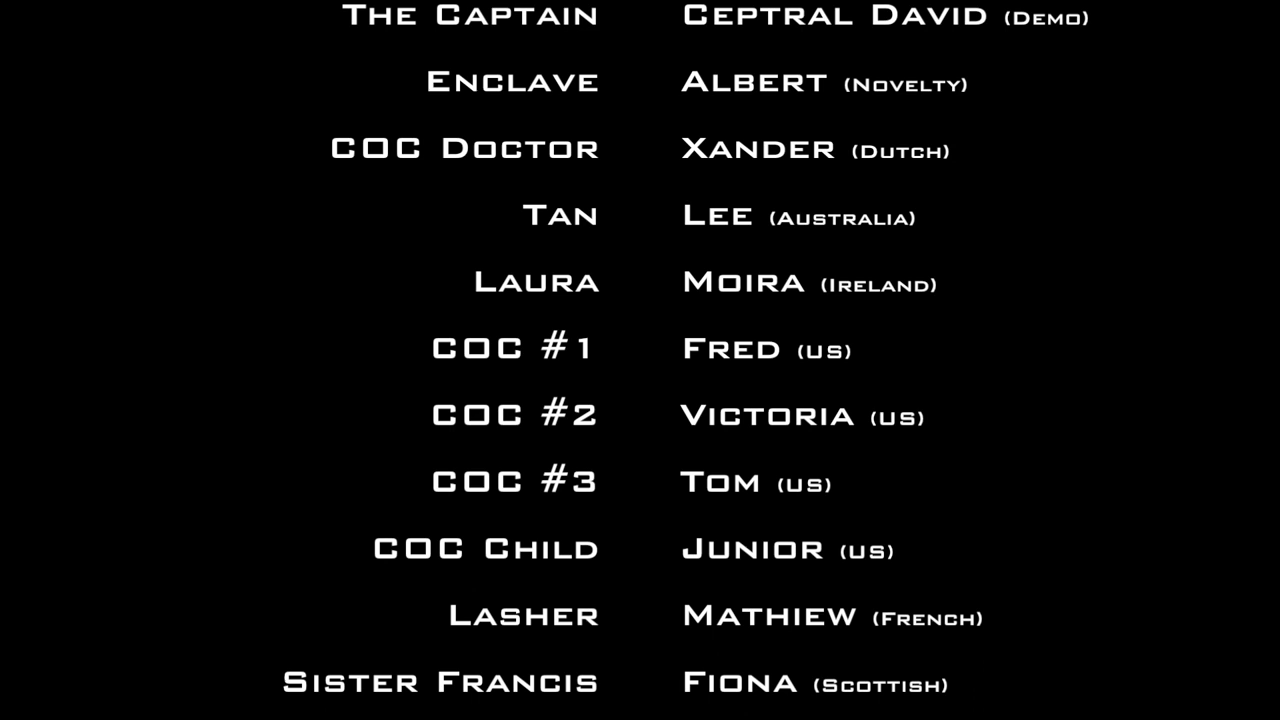 The Captain Ceptral David (Demo)
Enclave Albert (Novelty)
COC Doctor Xander (Dutch)
Tan Lee (Australia)
Laura Moira (Ireland)
COC #1 Fred (US)
COC #2 Victoria (US)
COC #3 Tom (US)
COC Child Junior (US)
Lasher Mathiew (French)
Sister Francis Fiona (Scottish)